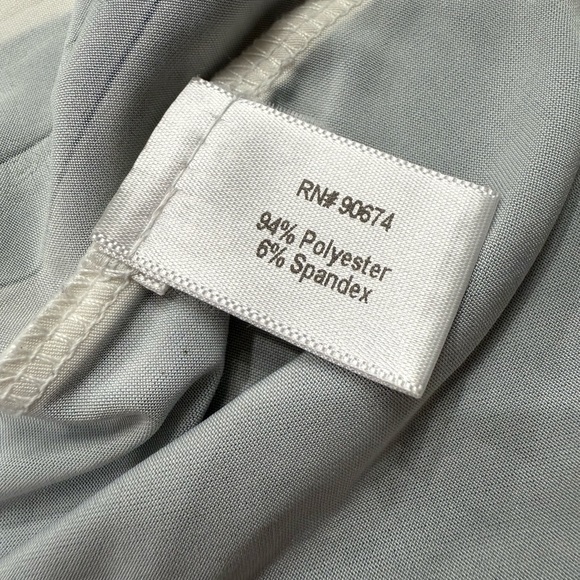 RN# 90674
94% Polyester
6% Spandex